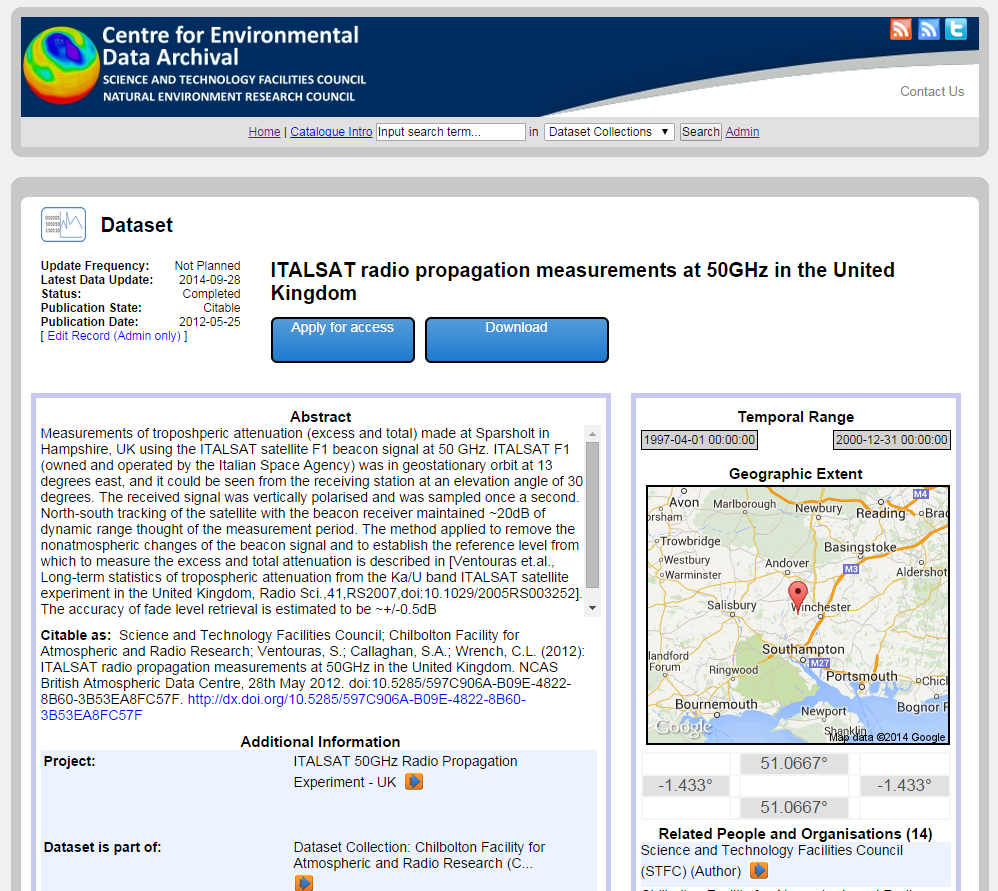 Centre for Environmental
Data Archival
SCIENCE AND TECHNOLOGY FACILITIES COUNCIL
NATURAL ENVIRONMENT RESEARCH COUNCIL
Contact Us
Home | Catalogue Intro Input search term... in Dataset Collections ▼ Search Admin
Dataset
Update Frequency: Not Planned
Latest Data Update: 2014-09-28
Status: Completed
Publication State: Citable
Publication Date: 2012-05-25
[ Edit Record (Admin only) ]
ITALSAT radio propagation measurements at 50GHz in the United
Kingdom
Apply for access Download
Abstract
Measurements of troposhperic attenuation (excess and total) made at Sparsholt in
Hampshire, UK using the ITALSAT satellite F1 beacon signal at 50 GHz. ITALSAT F1
(owned and operated by the Italian Space Agency) was in geostationary orbit at 13
degrees east, and it could be seen from the receiving station at an elevation angle of 30
degrees. The received signal was vertically polarised and was sampled once a second.
North-south tracking of the satellite with the beacon receiver maintained ~20dB of
dynamic range thought of the measurement period. The method applied to remove the
nonatmospheric changes of the beacon signal and to establish the reference level from
which to measure the excess and total attenuation is described in [Ventouras et.al.,
Long-term statistics of tropospheric attenuation from the Ka/U band ITALSAT satellite
experiment in the United Kingdom, Radio Sci.,41,RS2007,doi:10.1029/2005RS003252].
The accuracy of fade level retrieval is estimated to be ~+/-0.5dB
Citable as: Science and Technology Facilities Council; Chilbolton Facility for
Atmospheric and Radio Research; Ventouras, S.; Callaghan, S.A.; Wrench, C.L. (2012):
ITALSAT radio propagation measurements at 50GHz in the United Kingdom. NCAS
British Atmospheric Data Centre, 28th May 2012. doi:10.5285/597C906A-B09E-4822-
8B60-3B53EA8FC57F. http://dx.doi.org/10.5285/597C906A-B09E-4822-8B60-
3B53EA8FC57F
Additional Information
Project: ITALSAT 50GHz Radio Propagation
Experiment - UK
Dataset is part of: Dataset Collection: Chilbolton Facility for
Atmospheric and Radio Research (C...
Temporal Range
1997-04-01 00:00:00 2000-12-31 00:00:00
Geographic Extent
M4
Avon Marlborough Newbury Reading Brac
orsham
Trowbridge
Basingstoke
Westbury
Andover M3
Warminster Aldershot
Salisbury Winchester
Southampton
landford
Forum
M27
Ringwood Portsmouth
Chic
Bournemouth Newport Bognor R
Google Shanklin
Map data ©2014 Google
51.0667°
-1.433° -1.433°
51.0667°
Related People and Organisations (14)
Science and Technology Facilities Council
(STFC) (Author)